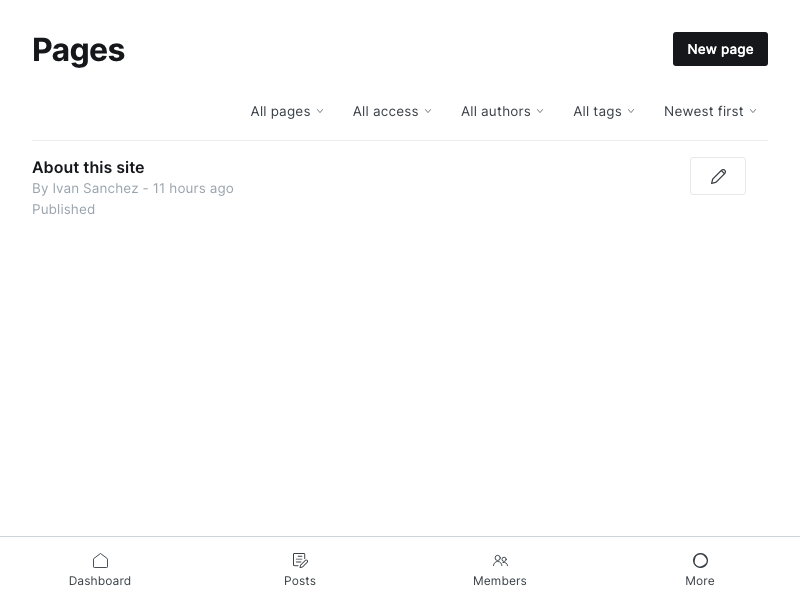 Pages
New page
All pages
All access
All authors
All tags
Newest first
About this site
By Ivan Sanchez - 11 hours ago
Published
Dashboard
Posts
Members
More